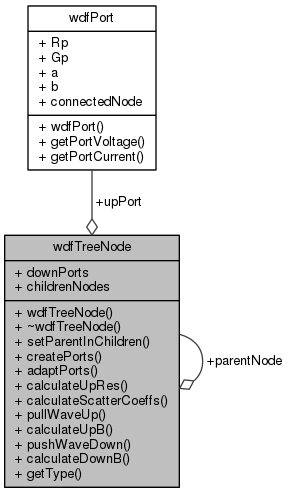 wdfPort
+ Rp
+ Gp
+ a
+ b
+ connectedNode
+ wdfPort()
+ getPortVoltage()
+ getPortCurrent()
+upPort
wdfTreeNode
+ downPorts
+ childrenNodes
+ wdfTreeNode()
+ ~wdfTreeNode()
+ setParentInChildren()
+ createPorts()
+ adaptPorts()
+ calculateUpRes()
+ calculateScatterCoeffs()
+ pullWaveUp()
+ calculateUpB()
+ pushWaveDown()
+ calculateDownB()
+ getType()
+parentNode